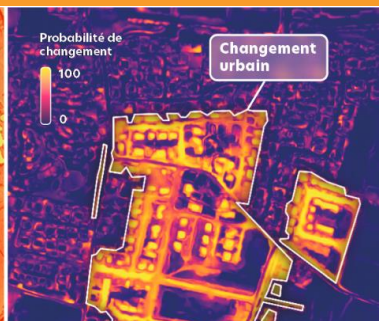 Probabilité de
changement
100
0
Changement
urbain